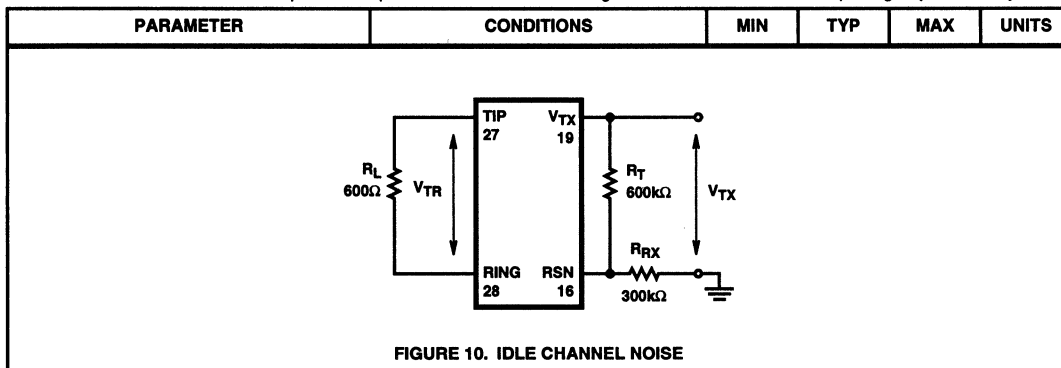 PARAMETER CONDITIONS MIN TYP MAX UNITS
TIP VTX
27 19
RL
600Ω VTR
RT
600kΩ VTX
RRX
RING RSN
28 16
300kΩ
FIGURE 10. IDLE CHANNEL NOISE